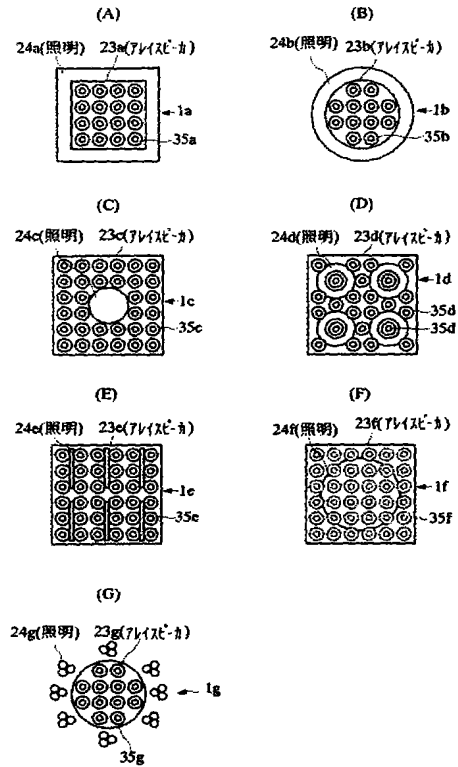 (A)
24a(照明) 23a(アレイスピーカ)
1a
35a
(B)
24b(照明) 23b(アレイスピーカ)
1b
35b
(C)
24c(照明) 23c(アレイスピーカ)
1c
35c
(D)
24d(照明) 23d(アレイスピーカ)
1d
35d
35d
(E)
24e(照明) 23e(アレイスピーカ)
1e
35e
(F)
24f(照明) 23f(アレイスピーカ)
1f
35f
(G)
24g(照明) 23g(アレイスピーカ)
1g
35g